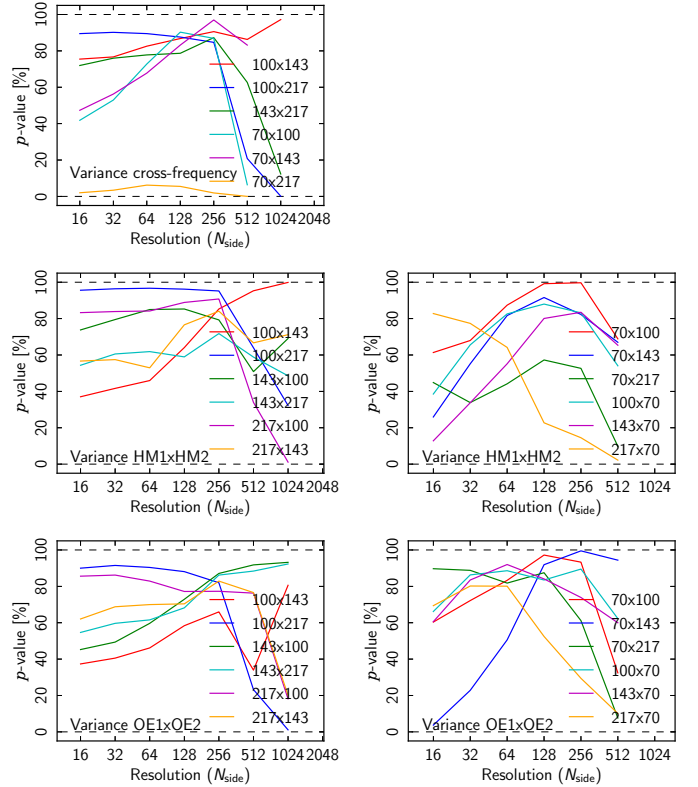 100
80
60
40
20
0
p-value [%]
100x143
100x217
143x217
70x100
70x143
70x217
Variance cross-frequency
16 32 64 128 256 512 1024 2048
Resolution (Nside)
100
80
60
40
20
0
p-value [%]
100x143
100x217
143x100
143x217
217x100
217x143
Variance HM1xHM2
16 32 64 128 256 512 1024 2048
Resolution (Nside)
100
80
60
40
20
0
p-value [%]
70x100
70x143
70x217
100x70
143x70
217x70
Variance HM1xHM2
16 32 64 128 256 512 1024
Resolution (Nside)
100
80
60
40
20
0
p-value [%]
100x143
100x217
143x100
143x217
217x100
217x143
Variance OE1xOE2
16 32 64 128 256 512 1024 2048
Resolution (Nside)
100
80
60
40
20
0
p-value [%]
70x100
70x143
70x217
100x70
143x70
217x70
Variance OE1xOE2
16 32 64 128 256 512 1024
Resolution (Nside)